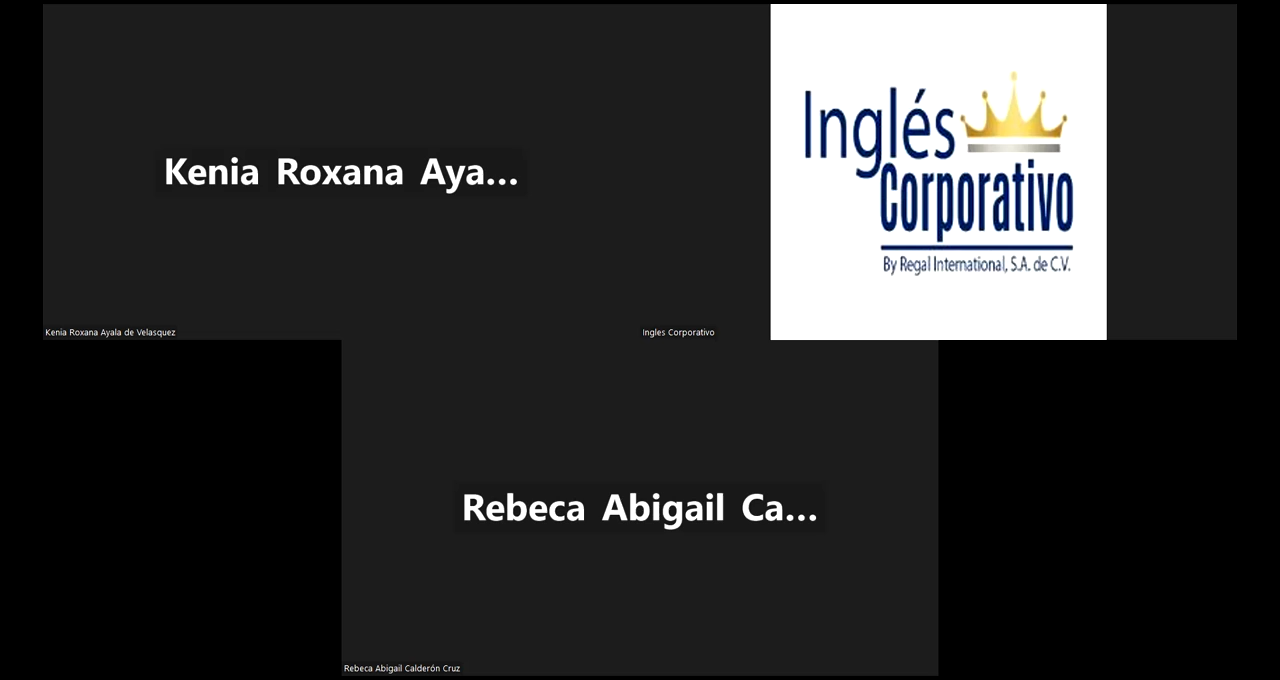 Kenia Roxana Aya...
Kenia Roxana Ayala de Velasquez
Inglés
Corporativo
By Regal International, S.A. de C.V.
Ingles Corporativo
Rebeca Abigail Ca...
Rebeca Abigail Calderón Cruz